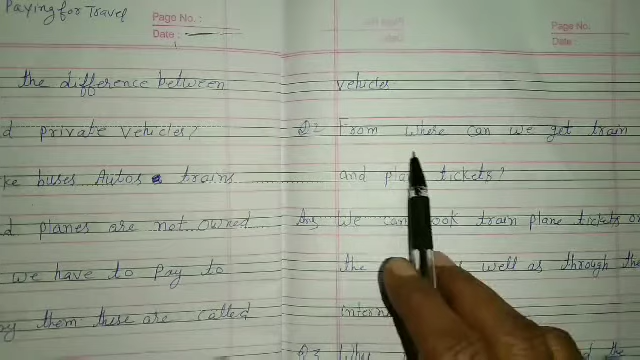 Paying for Travel
Page No. :
Date :
the difference between
private vehicles?
buses Autos trains
planes are not owned
we have to pay to
them these are called
Page No.
Date :
vehicles
Q2 From where can we get train
and plane tickets?
Ans We can book train plane tickets
the as well as through the
Q3